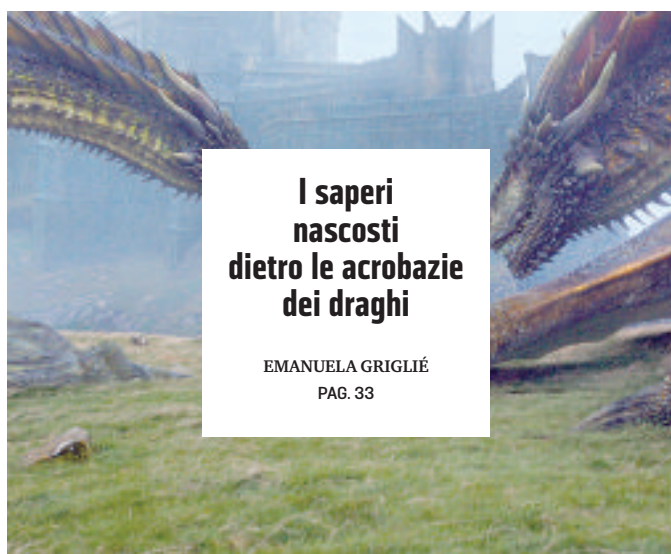 I saperi
nascosti
dietro le acrobazie
dei draghi
EMANUELA GRIGLIÉ
PAG. 33